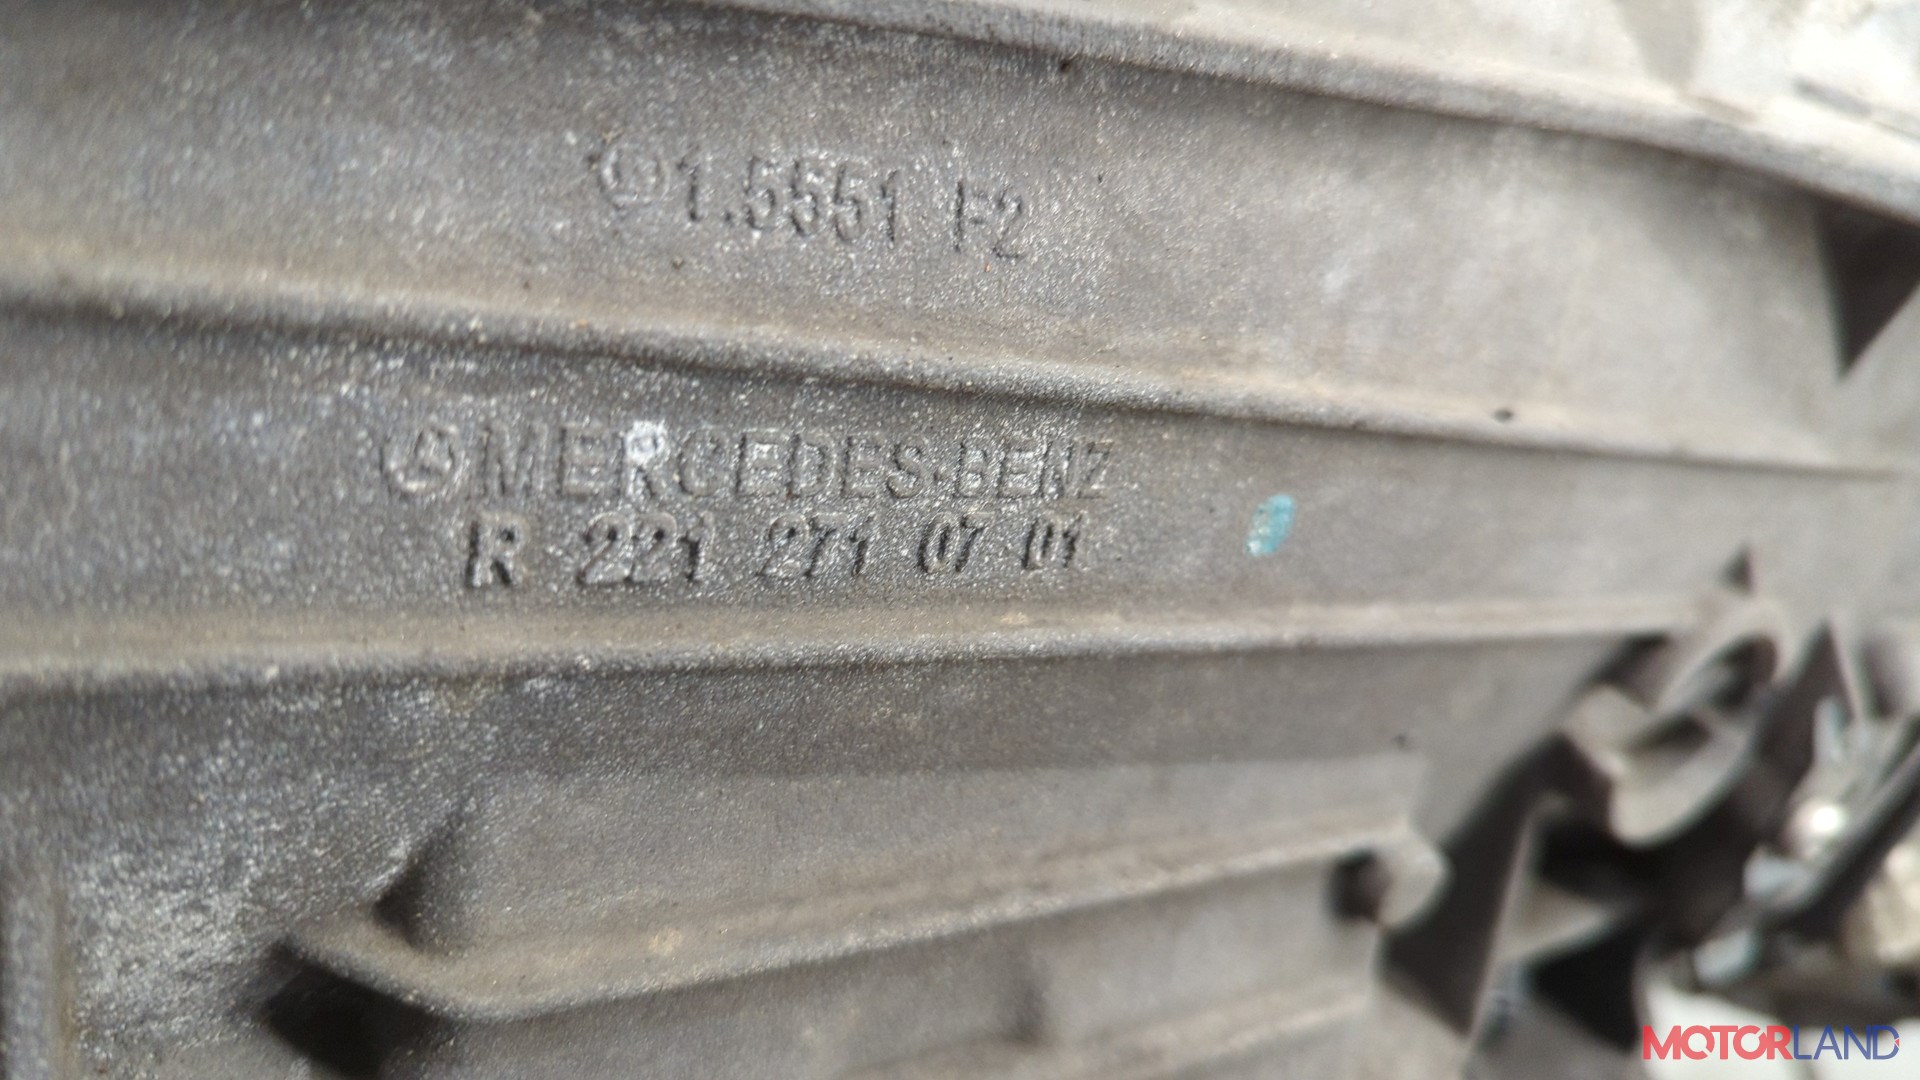 1.5551 F2
MERCEDES-BENZ
R 221 271 07 01
MOTORLAND